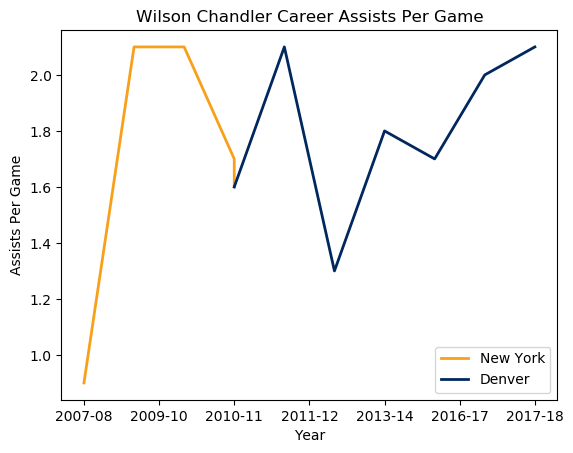 Wilson Chandler Career Assists Per Game
Assists Per Game
2.0
1.8
1.6
1.4
1.2
1.0
New York
Denver
2007-08 2009-10 2010-11 2011-12 2013-14 2016-17 2017-18
Year